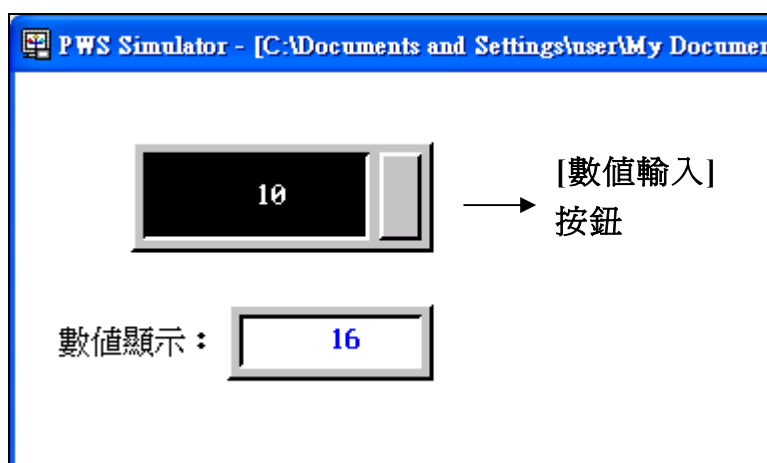 PWS Simulator - [C:\Documents and Settings\user\My Documen
10
[數值輸入]
按鈕
數值顯示：
16